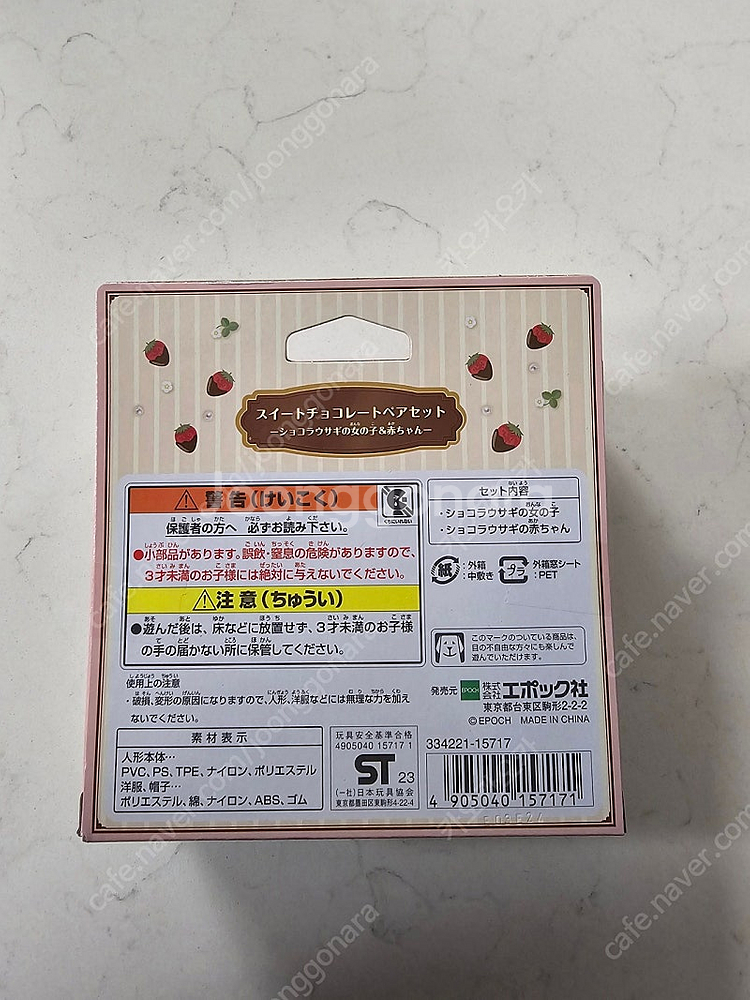 スイートチョコレートペアセット
ーショコラウサギの女の子&赤ちゃんー
警告(けいこく)
くちにいれない
保護者の方へ 必ずお読み下さい。
●小部品があります。誤飲・窒息の危険がありますので、
3才未満のお子様には絶対に与えないでください。
注意(ちゅうい)
●遊んだ後は、床などに放置せず、3才未満のお子様
の手の届かない所に保管してください。
使用上の注意
・破損、変形の原因になりますので、人形、洋服などには無理な力を加え
ないでください。
素材表示
人形本体…
PVC、PS、TPE、ナイロン、ポリエステル
洋服、帽子…
ポリエステル、綿、ナイロン、ABS、ゴム
玩具安全基準合格
4905040 15717 1
ST 23
(一社)日本玩具協会
東京都墨田区東駒形4-22-4
セット内容
・ショコラウサギの女の子
・ショコラウサギの赤ちゃん
紙 :外箱
:中敷き
プラ :外箱窓シート
:PET
このマークのついている商品は、
目の不自由な方々にも楽しんで
遊んでいただけます。
発売元 EPOCH 株式会社 エポック社
東京都台東区駒形2-2-2
©EPOCH MADE IN CHINA
334221-15717
4 905040 157171
cafe.naver.com/joonggonara
joonggonara